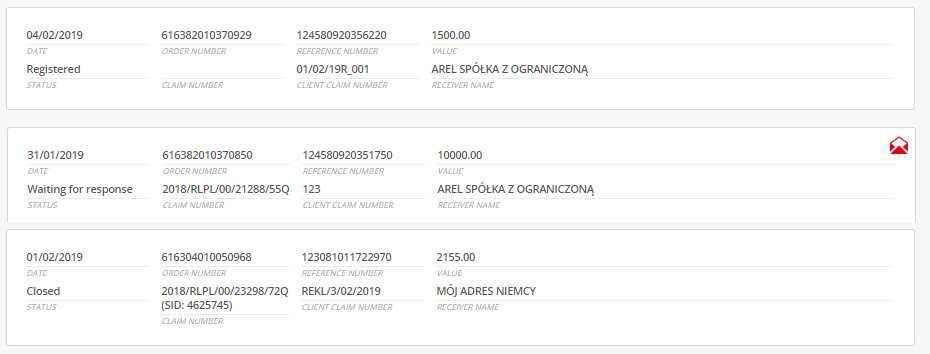 04/02/2019 616382010370929 124580920356220 1500.00
DATE ORDER NUMBER REFERENCE NUMBER VALUE
Registered 01/02/19R_001 AREL SPÓŁKA Z OGRANICZONĄ
STATUS CLAIM NUMBER CLIENT CLAIM NUMBER RECEIVER NAME
31/01/2019 616382010370850 124580920351750 10000.00
DATE ORDER NUMBER REFERENCE NUMBER VALUE
Waiting for response 2018/RLPL/00/21288/55Q 123 AREL SPÓŁKA Z OGRANICZONĄ
STATUS CLAIM NUMBER CLIENT CLAIM NUMBER RECEIVER NAME
01/02/2019 616304010050968 123081011722970 2155.00
DATE ORDER NUMBER REFERENCE NUMBER VALUE
Closed 2018/RLPL/00/23298/72Q REKL/3/02/2019 MÓJ ADRES NIEMCY
(SID: 4625745)
STATUS CLIENT CLAIM NUMBER RECEIVER NAME
CLAIM NUMBER